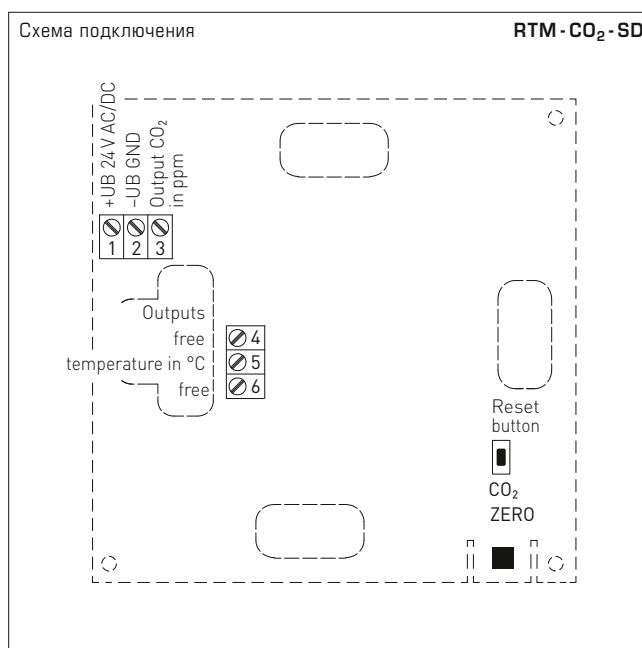 Схема подключения
RTM - CO₂ - SD
+UB 24 V AC/DC
–UB GND
Output CO₂
in ppm
1 2 3
Outputs
free 4
temperature in °C 5
free 6
Reset
button
CO₂
ZERO